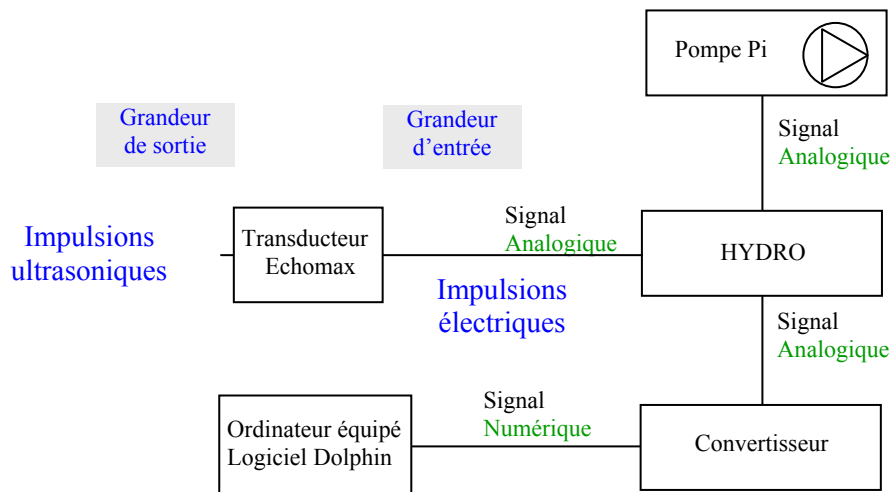 Pompe Pi
Grandeur
de sortie
Grandeur
d’entrée
Signal
Analogique
Impulsions
ultrasoniques
Transducteur
Echomax
Signal
Analogique
HYDRO
Impulsions
électriques
Signal
Analogique
Ordinateur équipé
Logiciel Dolphin
Signal
Numérique
Convertisseur